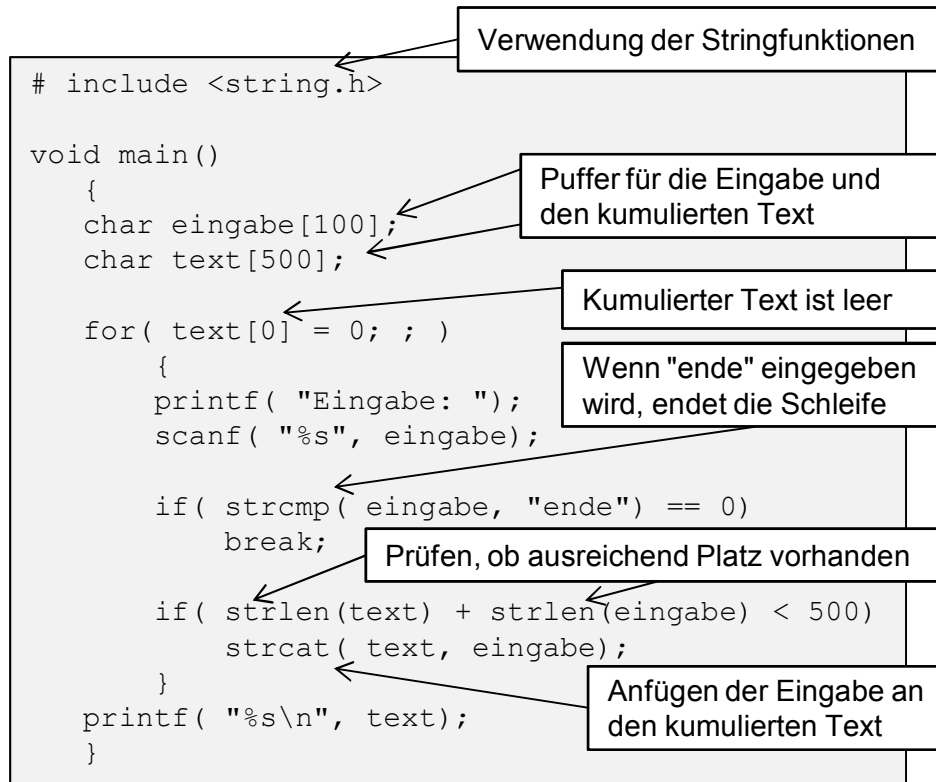 Verwendung der Stringfunktionen
# include <string.h>
void main()
{
Puffer für die Eingabe und
den kumulierten Text
char eingabe[100];
char text[500];
Kumulierter Text ist leer
for( text[0] = 0; ; )
{
Wenn "ende" eingegeben
wird, endet die Schleife
printf( "Eingabe: ");
scanf( "%s", eingabe);
if( strcmp( eingabe, "ende") == 0)
break;
Prüfen, ob ausreichend Platz vorhanden
if( strlen(text) + strlen(eingabe) < 500)
strcat( text, eingabe);
}
Anfügen der Eingabe an
den kumulierten Text
printf( "%s\n", text);
}